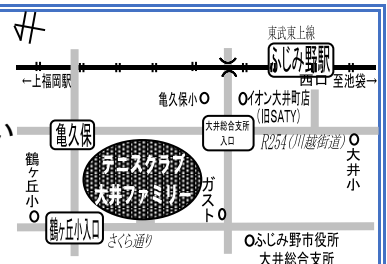 東武東上線
ふじみ野駅
西口
←上福岡駅
至池袋→
亀久保小
イオン大井町店
(旧SATY)
い
亀久保
大井総合支所
入口
R254(川越街道)
大井小
鶴ヶ丘小
テニスクラブ
大井ファミリー
ガスト
鶴ヶ丘小入口
さくら通り
ふじみ野市役所
大井総合支所